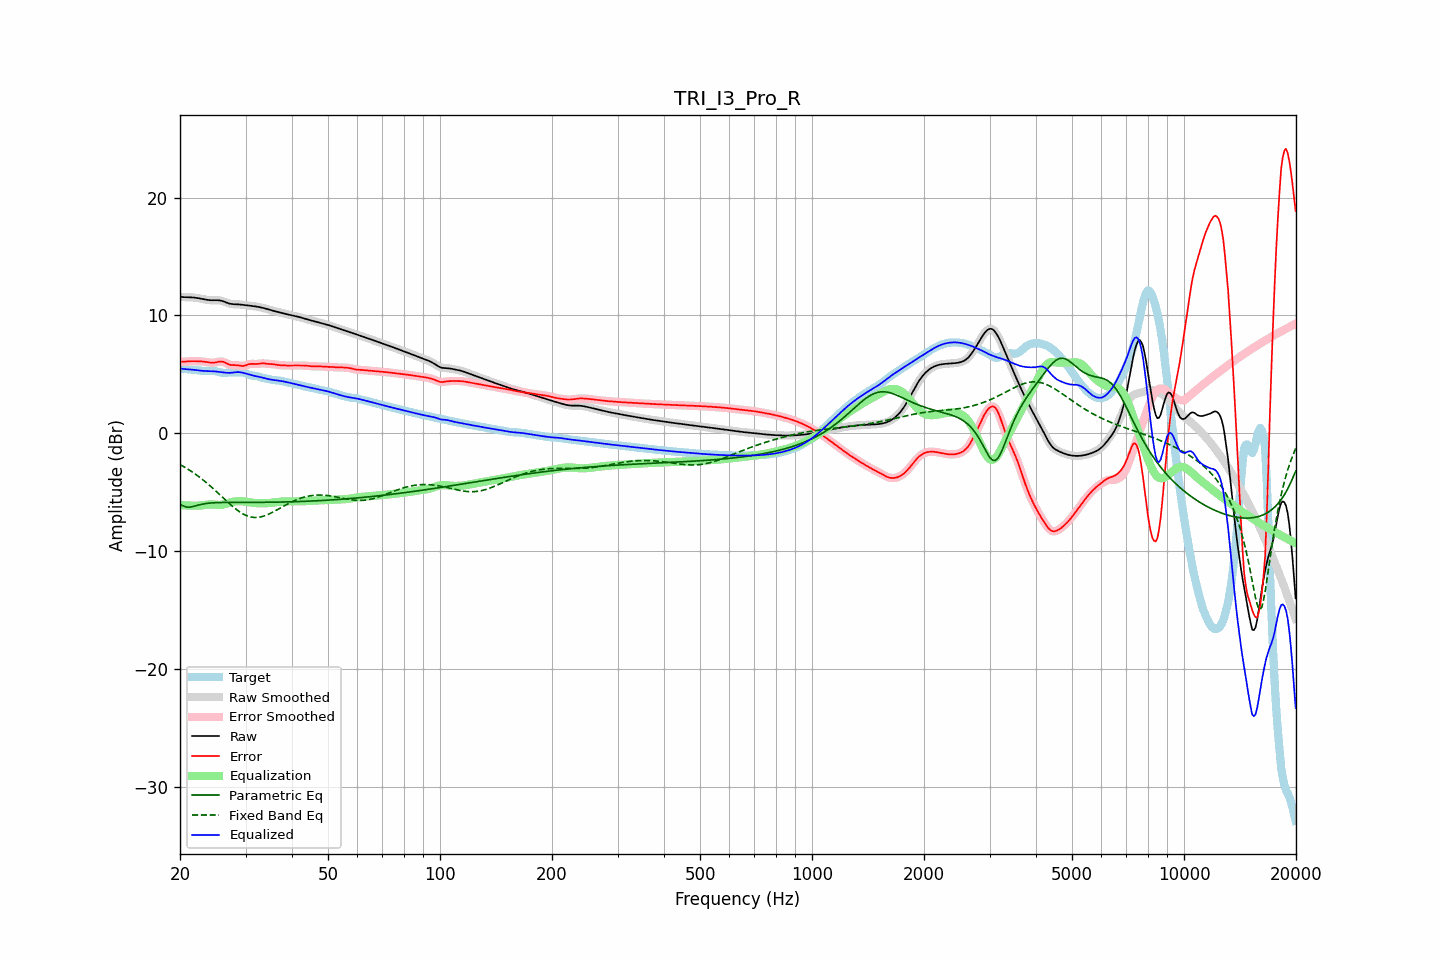 TRI_I3_Pro_R
Amplitude (dBr)
20
10
0
−10
−20
−30
Target
Raw Smoothed
Error Smoothed
Raw
Error
Equalization
Parametric Eq
Fixed Band Eq
Equalized
20 50 100 200 500 1000 2000 5000 10000 20000
Frequency (Hz)